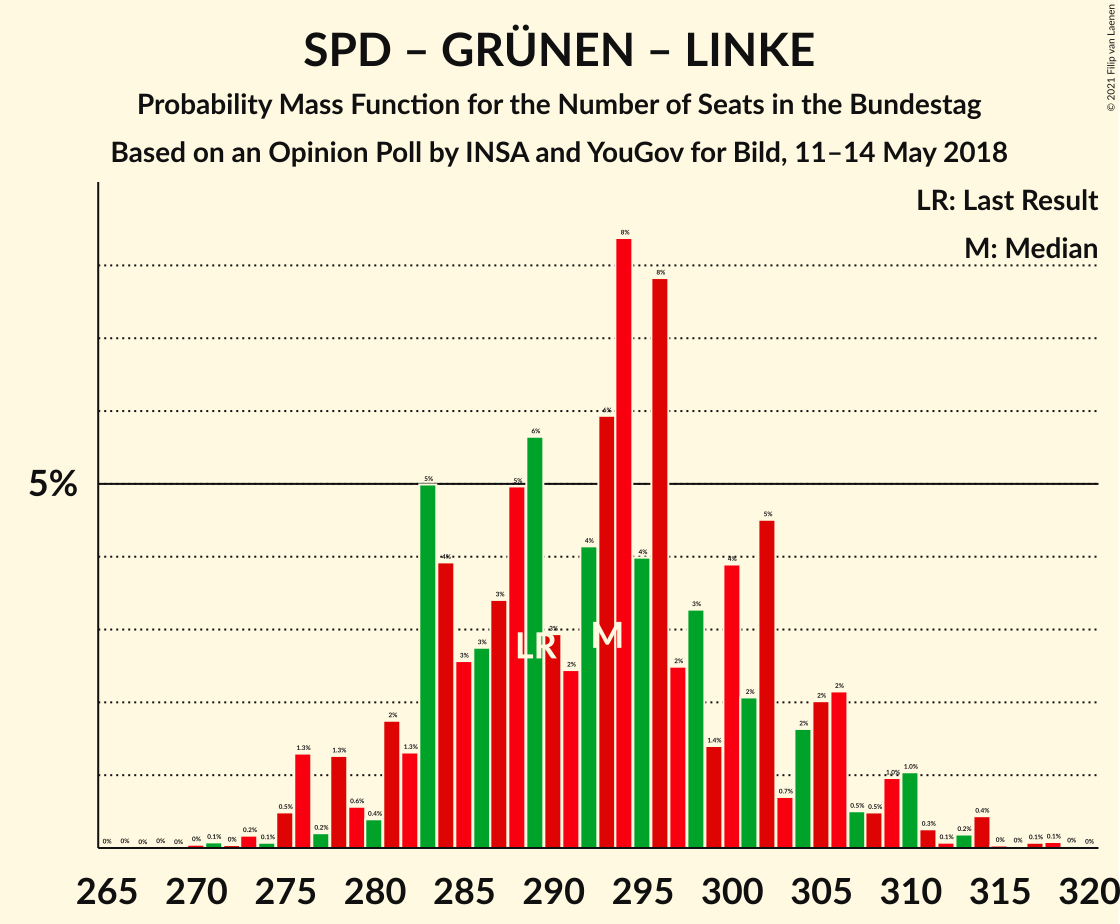 SPD – GRÜNEN – LINKE
Probability Mass Function for the Number of Seats in the Bundestag
Based on an Opinion Poll by INSA and YouGov for Bild, 11–14 May 2018
© 2021 Filip van Laenen
LR: Last Result
M: Median
5%
0% 0% 0% 0% 0% 0% 0.1% 0% 0.2% 0.1% 0.5% 1.3% 0.2% 1.3% 0.6% 0.4% 2% 1.3% 5% 4% 3% 3% 3% 5% 6% 3% 2% 4% 6% 8% 4% 8% 2% 3% 1.4% 4% 2% 5% 0.7% 2% 2% 2% 0.5% 0.5% 1.0% 1.0% 0.3% 0.1% 0.2% 0.4% 0% 0% 0.1% 0.1% 0% 0%
LR M
265 270 275 280 285 290 295 300 305 310 315 320